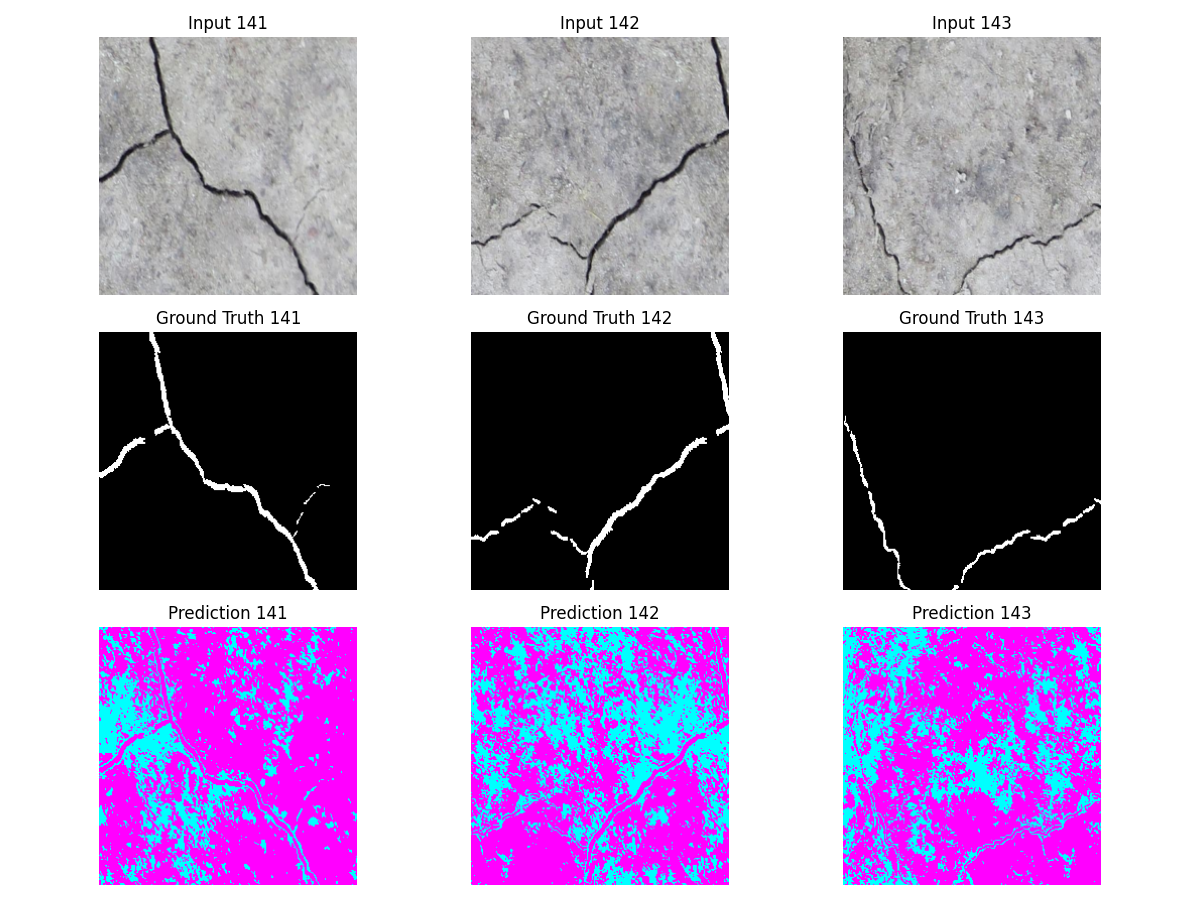 Input 141
Input 142
Input 143
Ground Truth 141
Ground Truth 142
Ground Truth 143
Prediction 141
Prediction 142
Prediction 143